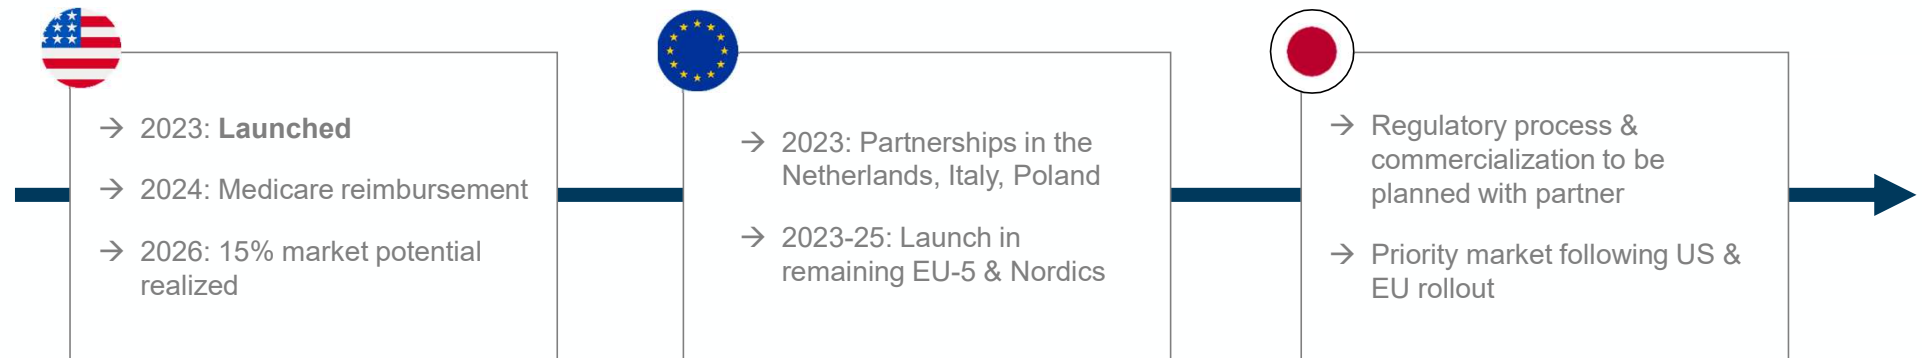 → 2023: Launched
→ 2024: Medicare reimbursement
→ 2026: 15% market potential
realized
→ 2023: Partnerships in the
Netherlands, Italy, Poland
→ 2023-25: Launch in
remaining EU-5 & Nordics
→ Regulatory process &
commercialization to be
planned with partner
→ Priority market following US &
EU rollout